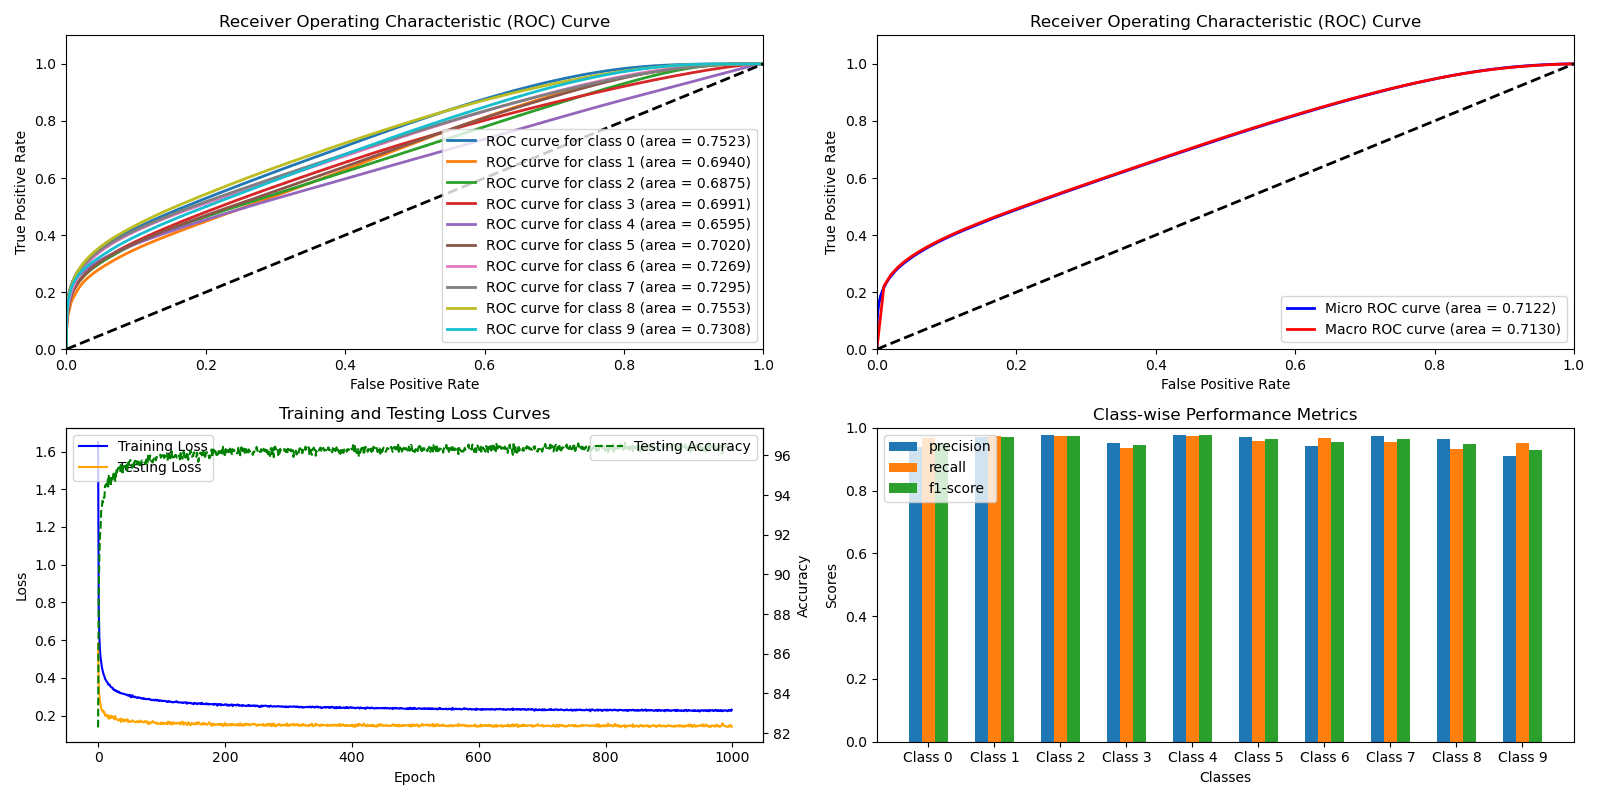 Receiver Operating Characteristic (ROC) Curve
True Positive Rate
1.0
0.8
0.6
0.4
0.2
0.0
ROC curve for class 0 (area = 0.7523)
ROC curve for class 1 (area = 0.6940)
ROC curve for class 2 (area = 0.6875)
ROC curve for class 3 (area = 0.6991)
ROC curve for class 4 (area = 0.6595)
ROC curve for class 5 (area = 0.7020)
ROC curve for class 6 (area = 0.7269)
ROC curve for class 7 (area = 0.7295)
ROC curve for class 8 (area = 0.7553)
ROC curve for class 9 (area = 0.7308)
0.0 0.2 0.4 0.6 0.8 1.0
False Positive Rate
Receiver Operating Characteristic (ROC) Curve
True Positive Rate
1.0
0.8
0.6
0.4
0.2
0.0
Micro ROC curve (area = 0.7122)
Macro ROC curve (area = 0.7130)
0.0 0.2 0.4 0.6 0.8 1.0
False Positive Rate
Training and Testing Loss Curves
Loss
1.6
1.4
1.2
1.0
0.8
0.6
0.4
0.2
Training Loss
Testing Loss
Testing Accuracy
96
94
92
90
88
86
84
82
Accuracy
0 200 400 600 800 1000
Epoch
Class-wise Performance Metrics
Scores
1.0
0.8
0.6
0.4
0.2
0.0
precision
recall
f1-score
Class 0 Class 1 Class 2 Class 3 Class 4 Class 5 Class 6 Class 7 Class 8 Class 9
Classes